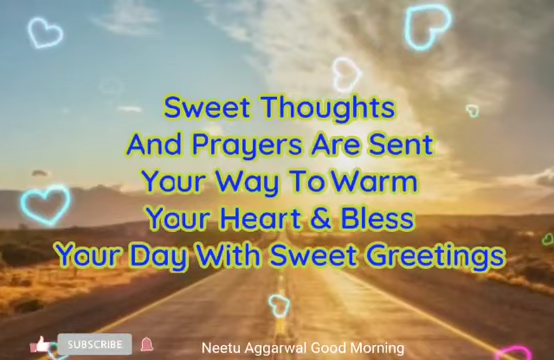 Sweet Thoughts
And Prayers Are Sent
Your Way To Warm
Your Heart & Bless
Your Day With Sweet Greetings
SUBSCRIBE
Neetu Aggarwal Good Morning